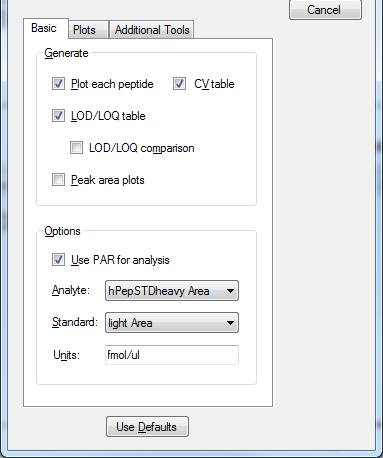 Cancel
Basic Plots Additional Tools
Generate
Plot each peptide CV table
LOD/LOQ table
LOD/LOQ comparison
Peak area plots
Options
Use PAR for analysis
Analyte: hPepSTDheavy Area
Standard: light Area
Units: fmol/ul
Use Defaults